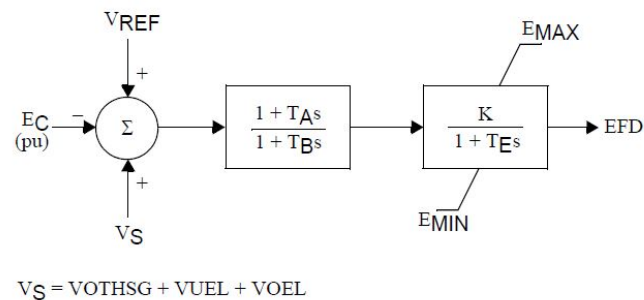 VREF
EMAX
+
EC
(pu)
−
Σ
1 + TAs
1 + TBs
K
1 + TEs
EFD
+
EMIN
VS
VS = VOTHSG + VUEL + VOEL